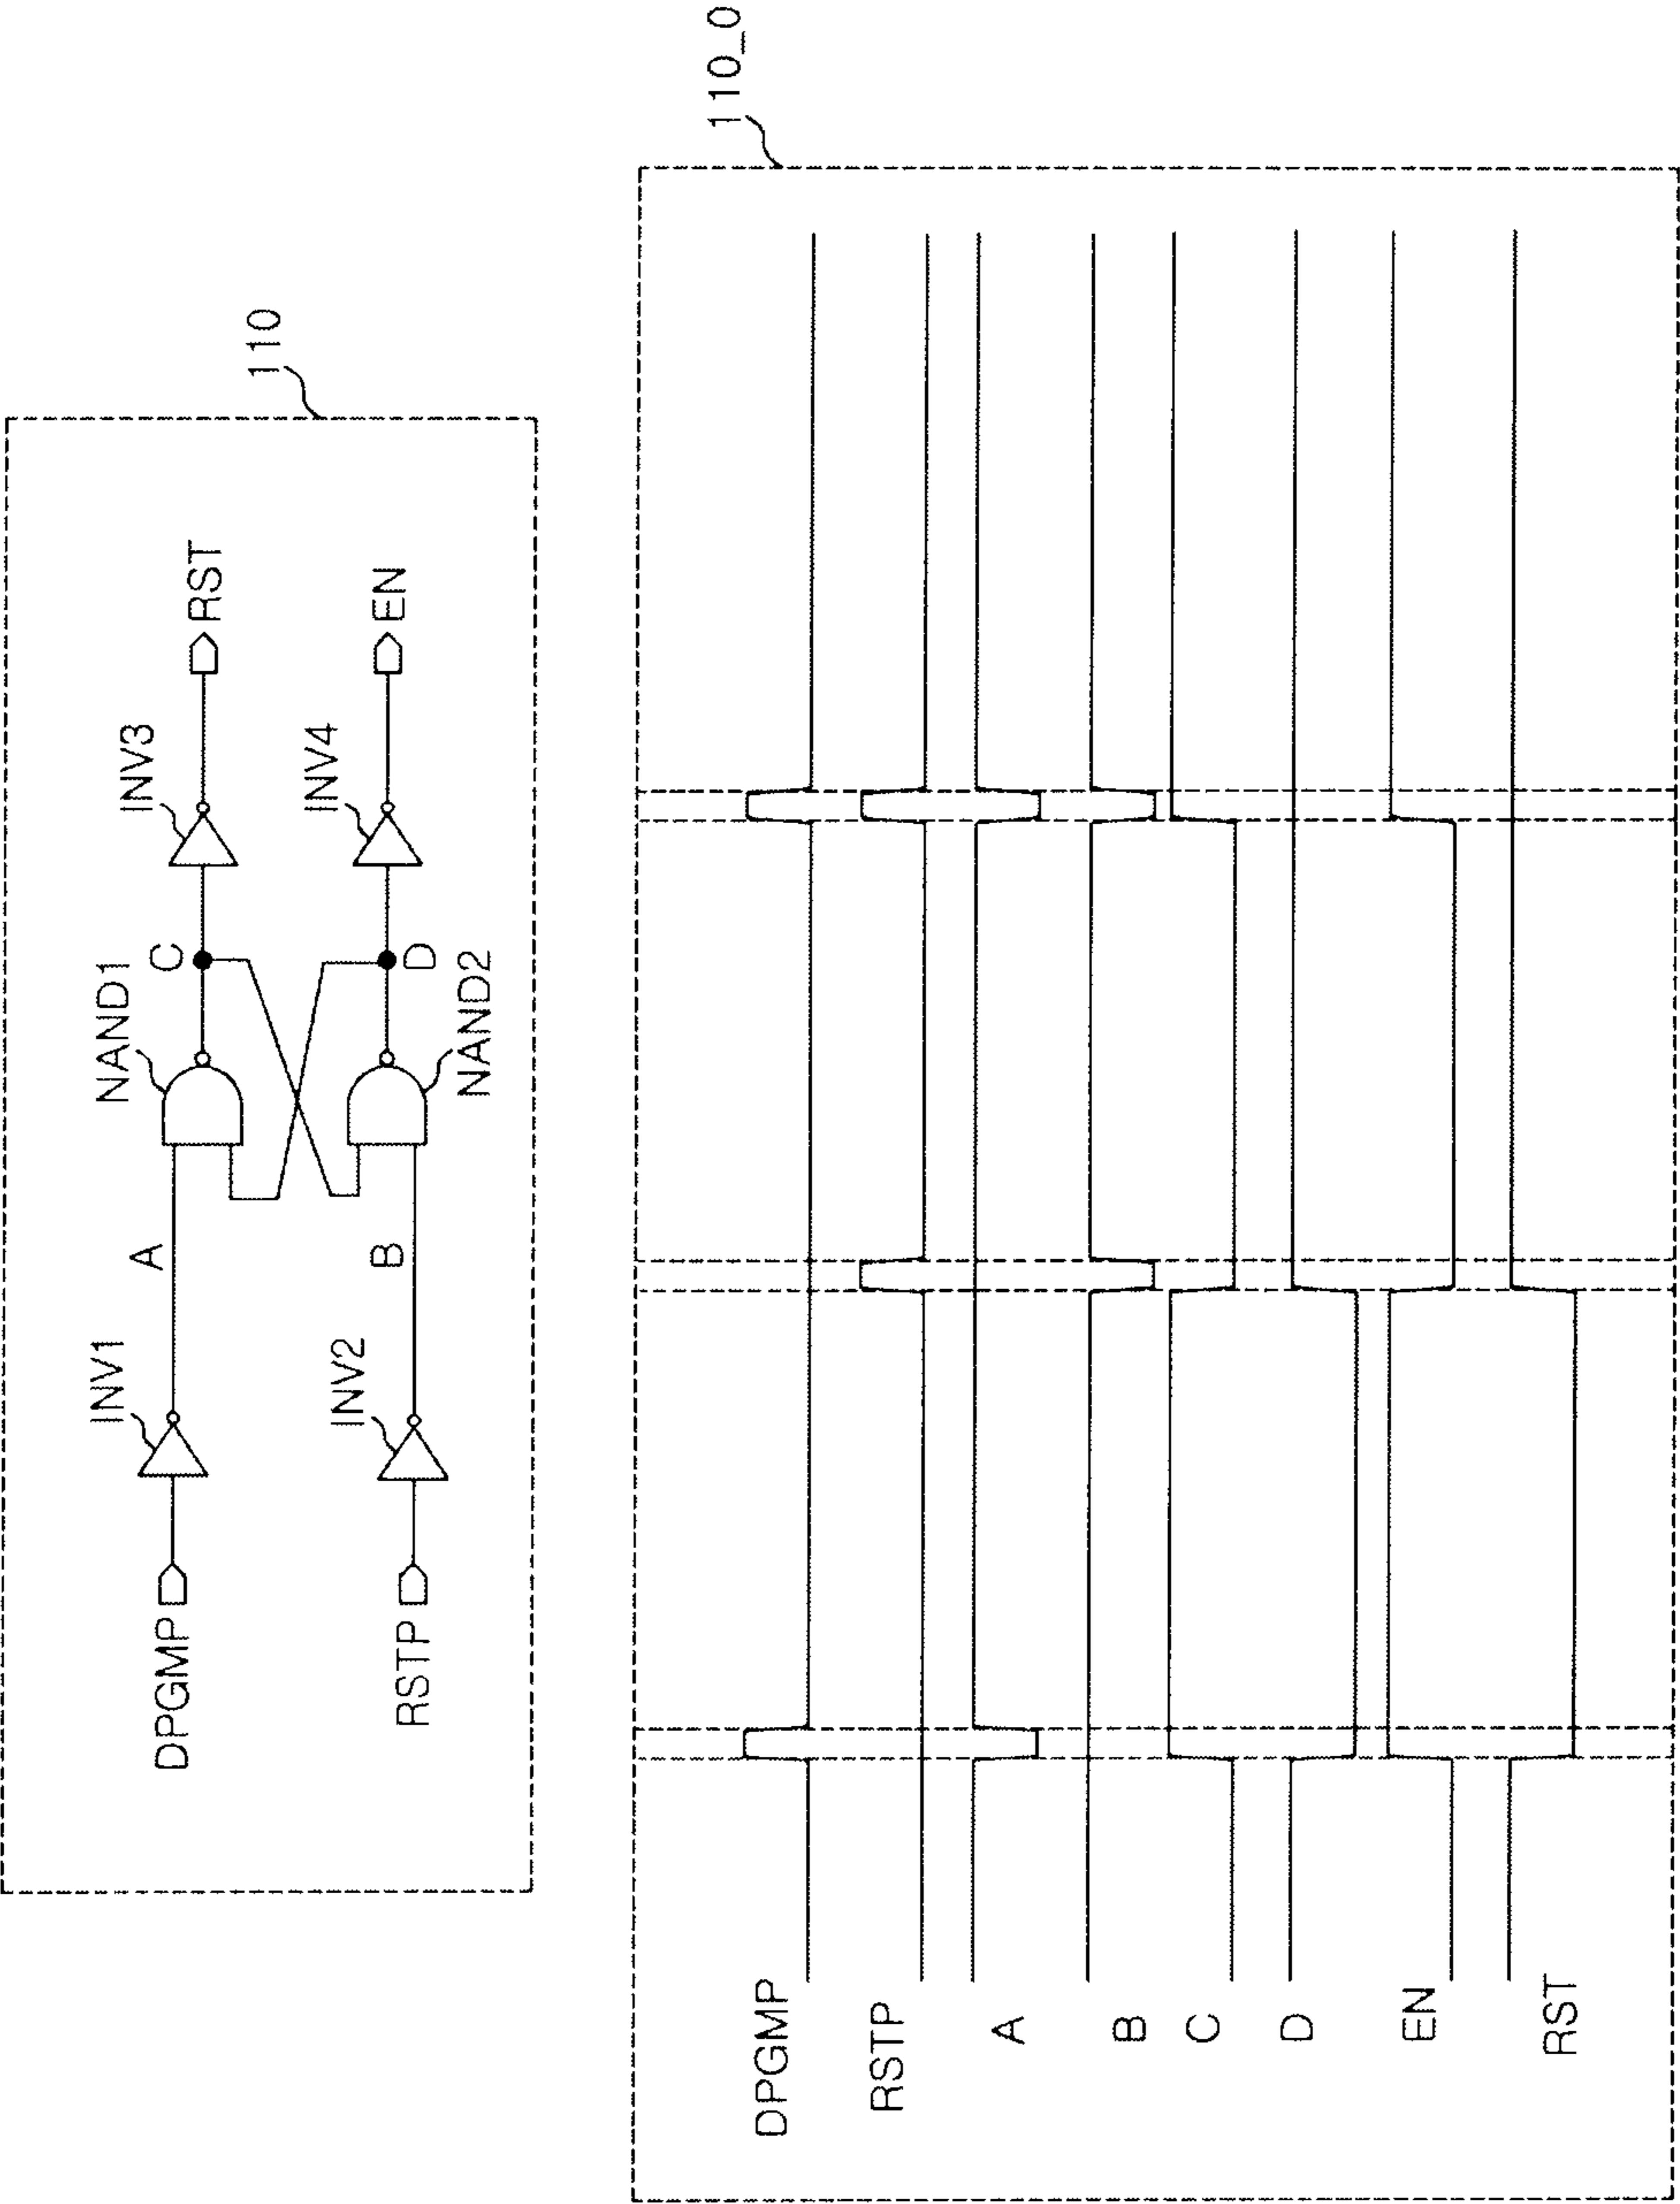 110
NAND1
C
INV3
RST
INV1
A
DPGMP
INV2
B
RSTP
NAND2
D
INV4
EN
110_0
DPGMP
RSTP
A
B
C
D
EN
RST